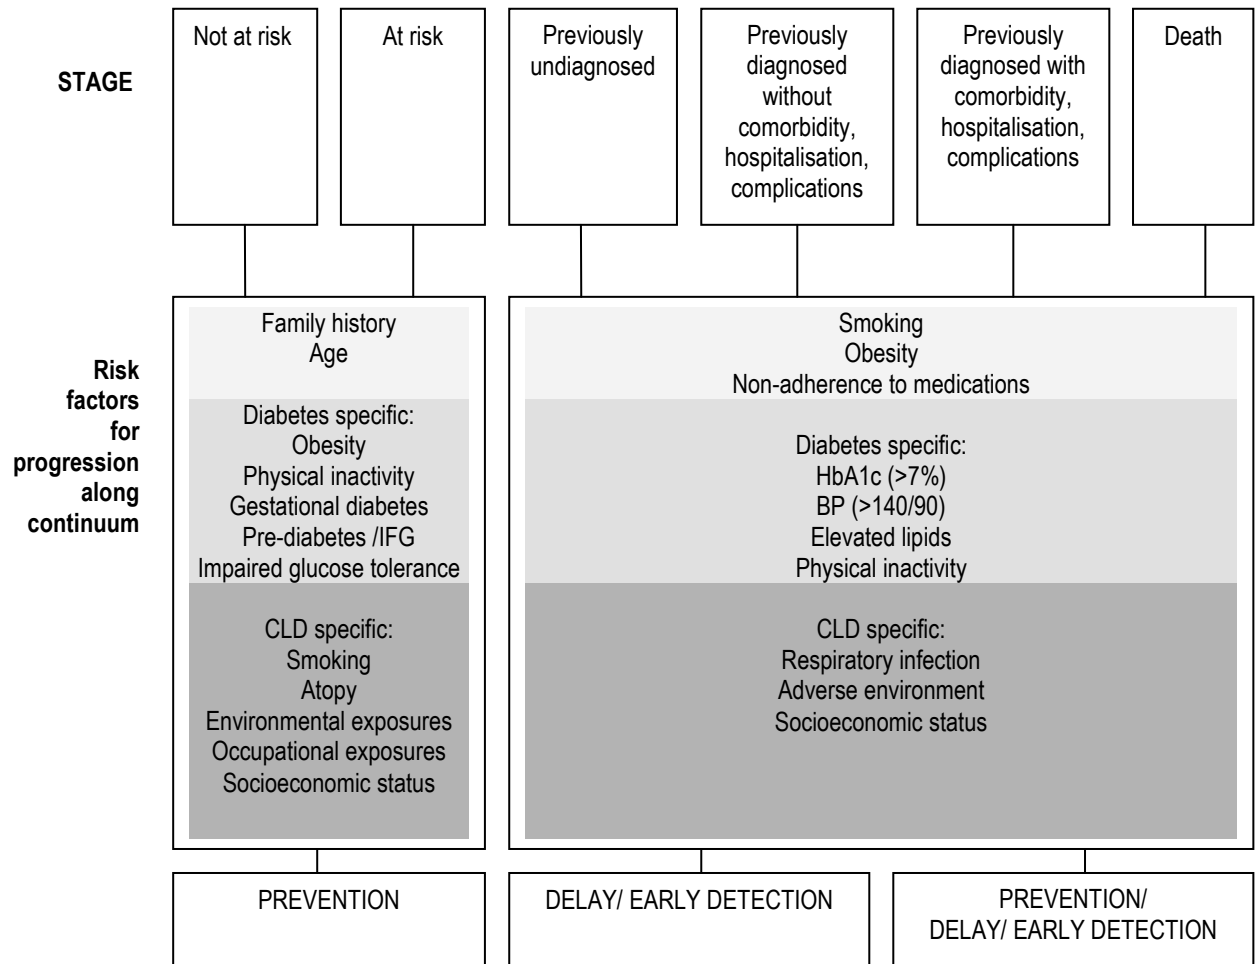 STAGE
Not at risk
At risk
Previously
undiagnosed
Previously
diagnosed
without
comorbidity,
hospitalisation,
complications
Previously
diagnosed with
comorbidity,
hospitalisation,
complications
Death
Risk
factors
for
progression
along
continuum
Family history
Age
Diabetes specific:
Obesity
Physical inactivity
Gestational diabetes
Pre-diabetes /IFG
Impaired glucose tolerance
CLD specific:
Smoking
Atopy
Environmental exposures
Occupational exposures
Socioeconomic status
Smoking
Obesity
Non-adherence to medications
Diabetes specific:
HbA1c (>7%)
BP (>140/90)
Elevated lipids
Physical inactivity
CLD specific:
Respiratory infection
Adverse environment
Socioeconomic status
PREVENTION
DELAY/ EARLY DETECTION
PREVENTION/
DELAY/ EARLY DETECTION